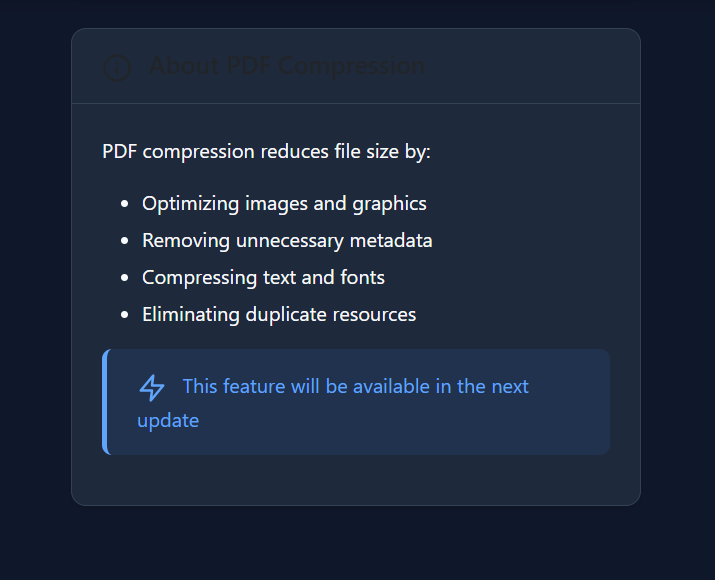 About PDF Compression
PDF compression reduces file size by:
Optimizing images and graphics
Removing unnecessary metadata
Compressing text and fonts
Eliminating duplicate resources
This feature will be available in the next
update